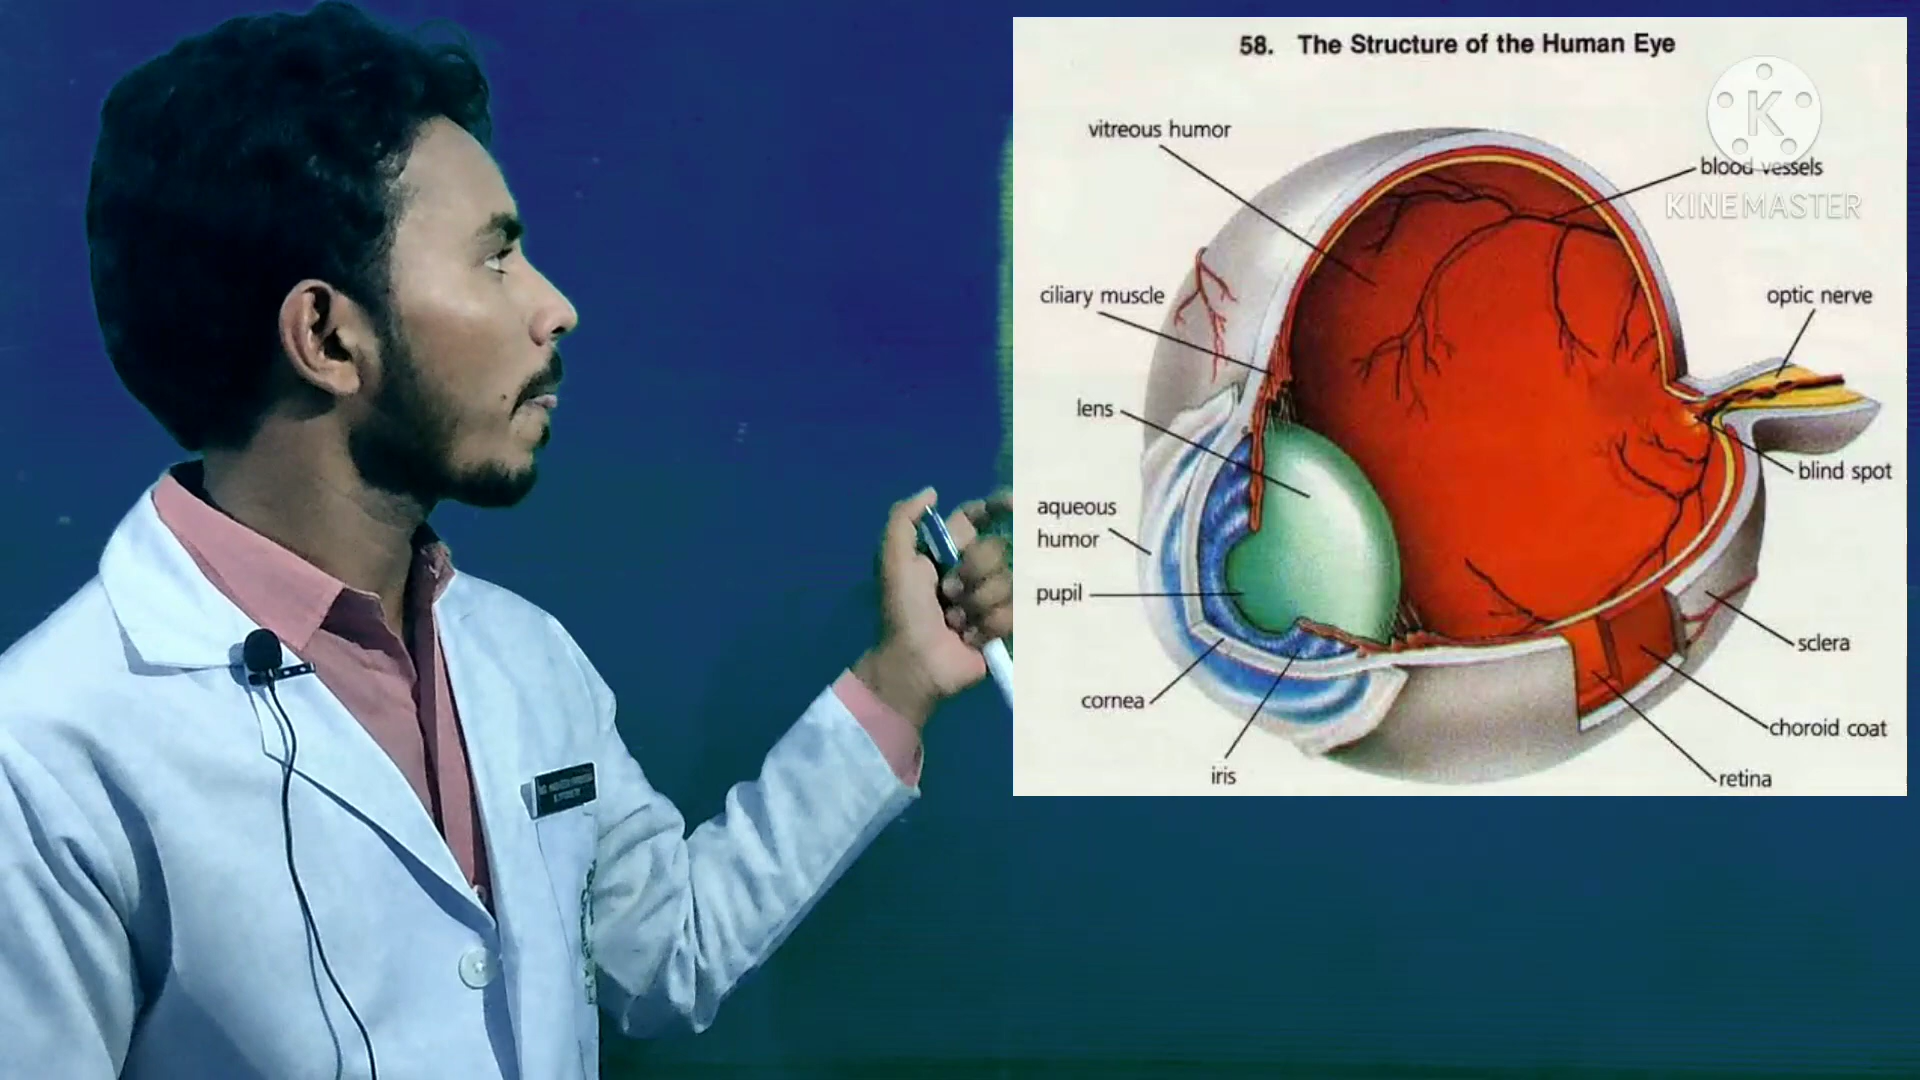 58. The Structure of the Human Eye
K
KINEMASTER
vitreous humor
blood vessels
ciliary muscle
optic nerve
lens
blind spot
aqueous
humor
pupil
sclera
cornea
choroid coat
iris
retina